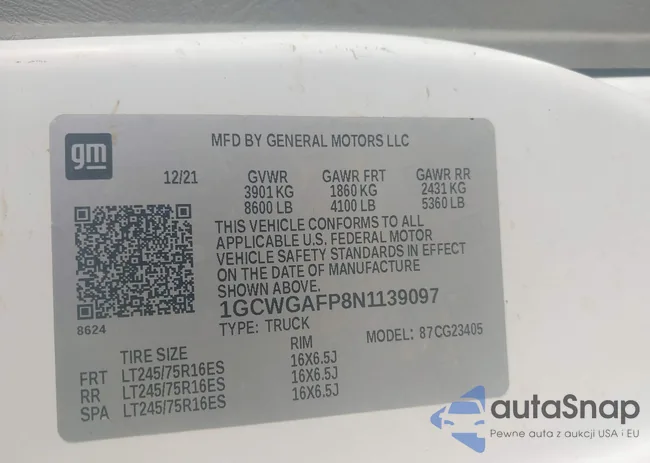 gm
MFD BY GENERAL MOTORS LLC
12/21 GVWR GAWR FRT GAWR RR
3901 KG 1860 KG 2431 KG
8600 LB 4100 LB 5360 LB
THIS VEHICLE CONFORMS TO ALL
APPLICABLE U.S. FEDERAL MOTOR
VEHICLE SAFETY STANDARDS IN EFFECT
ON THE DATE OF MANUFACTURE
SHOWN ABOVE.
1GCWGAFP8N1139097
8624
TYPE: TRUCK MODEL: 87CG23405
TIRE SIZE RIM
FRT LT245/75R16ES 16X6.5J
RR LT245/75R16ES 16X6.5J
SPA LT245/75R16ES 16X6.5J
autaSnap
Pewne auta z aukcji USA i EU